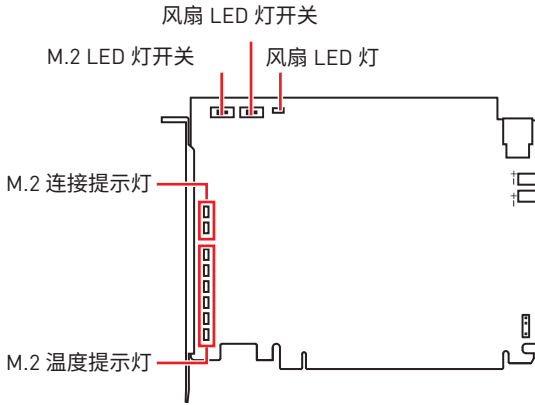 风扇 LED 灯开关
M.2 LED 灯开关
风扇 LED 灯
M.2 连接提示灯
M.2 温度提示灯